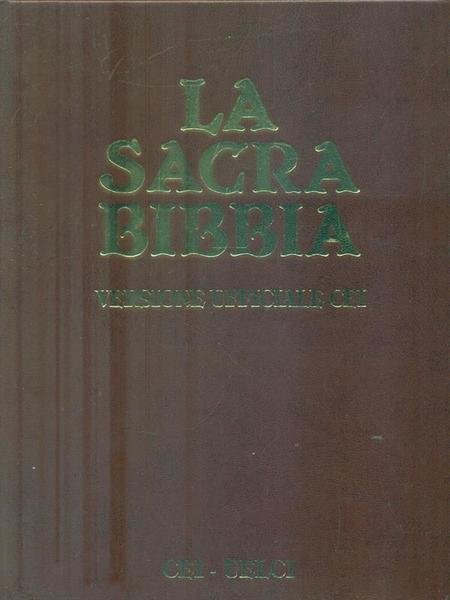 LA
SACRA
BIBBIA
VERSIONE UFFICIALE CEI
CEI - UELCI